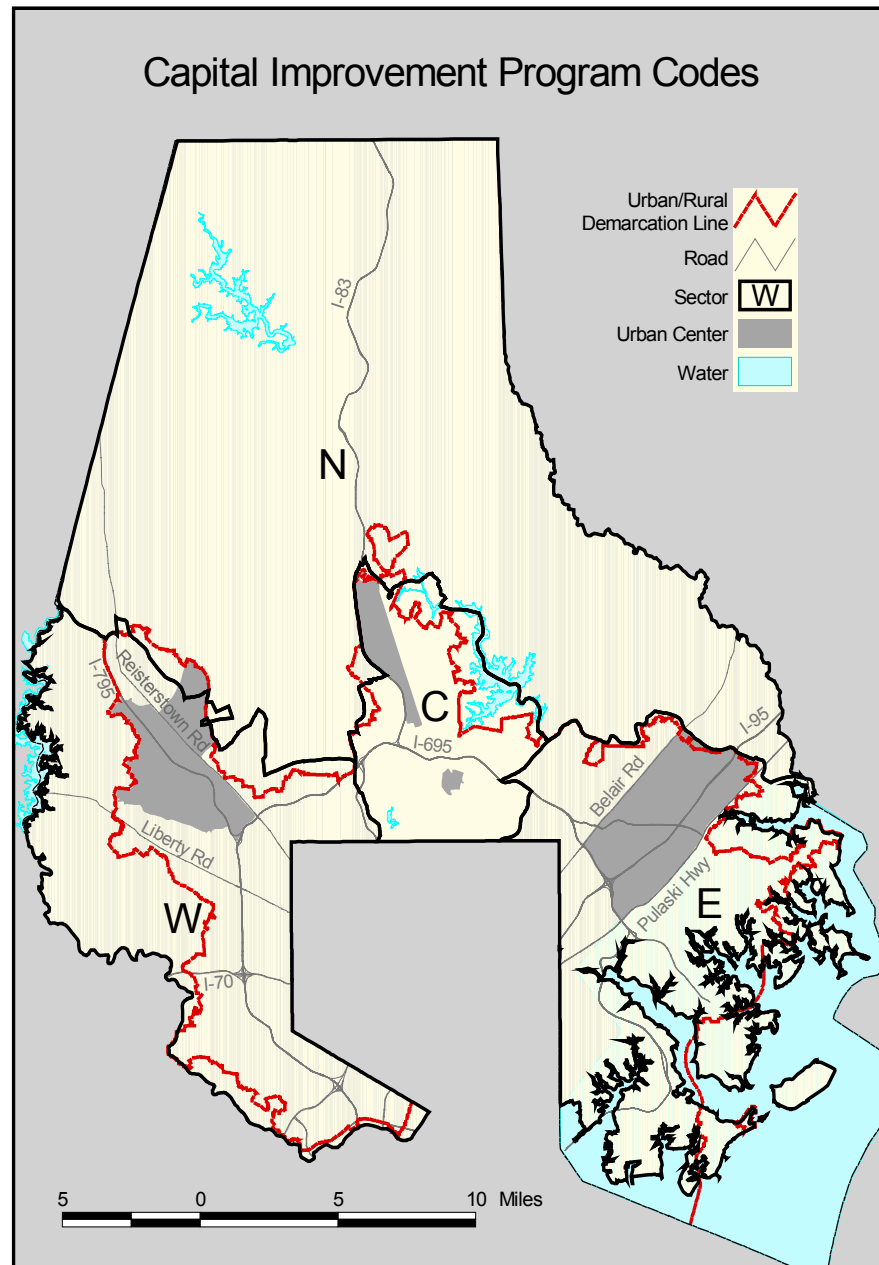 Capital Improvement Program Codes
Urban/Rural
Demarcation Line
Road
Sector W
Urban Center
Water
I-83
N
I-795
Reisterstown Rd
C
I-695
I-95
Belair Rd
Liberty Rd
Pulaski Hwy
E
W
I-70
5 0 5 10 Miles